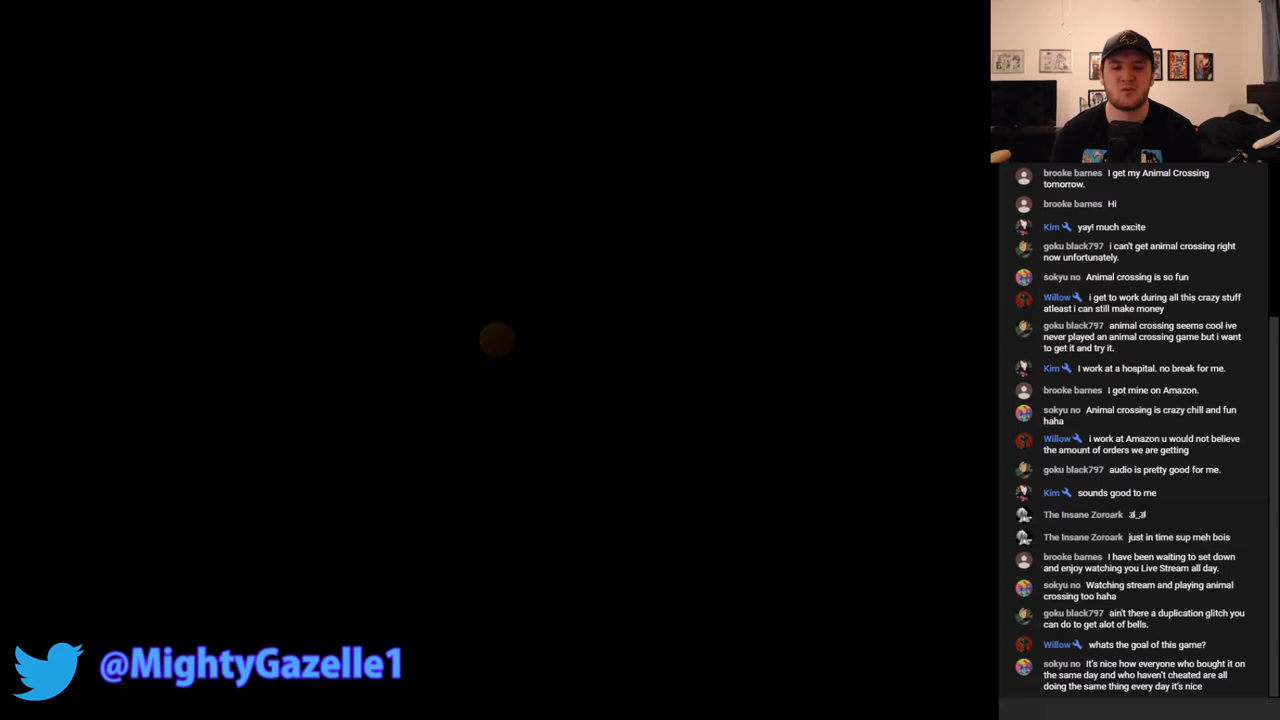 brooke barnes I get my Animal Crossing
tomorrow.
brooke barnes Hi
Kim yay! much excite
goku black797 i can't get animal crossing right
now unfortunately.
sokyu no Animal crossing is so fun
Willow i get to work during all this crazy stuff
atleast i can still make money
goku black797 animal crossing seems cool ive
never played an animal crossing game but i want
to get it and try it.
Kim I work at a hospital. no break for me.
brooke barnes I got mine on Amazon.
sokyu no Animal crossing is crazy chill and fun
haha
Willow i work at Amazon u would not believe
the amount of orders we are getting
goku black797 audio is pretty good for me.
Kim sounds good to me
The Insane Zoroark
The Insane Zoroark just in time sup meh bois
brooke barnes I have been waiting to set down
and enjoy watching you Live Stream all day.
sokyu no Watching stream and playing animal
crossing too haha
goku black797 ain't there a duplication glitch you
can do to get alot of bells.
Willow whats the goal of this game?
sokyu no It's nice how everyone who bought it on
the same day and who haven't cheated are all
doing the same thing every day it's nice
@MightyGazelle1